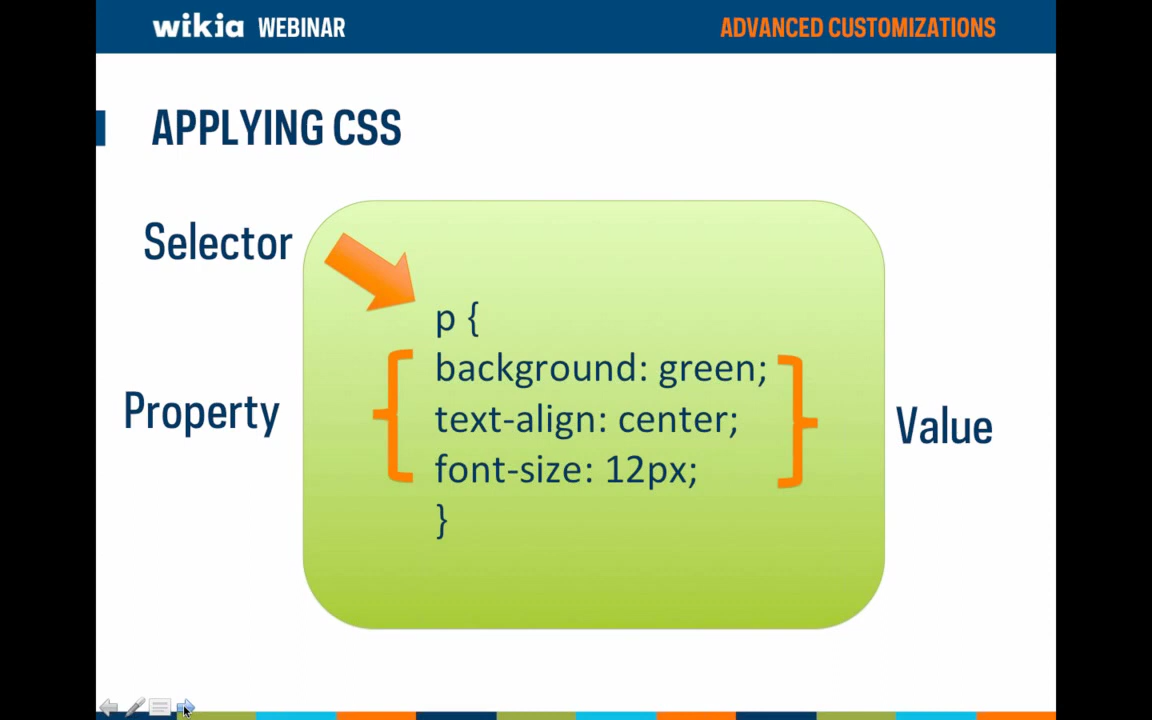 wikia WEBINAR
ADVANCED CUSTOMIZATIONS
APPLYING CSS
Selector
p {
background: green;
text-align: center;
font-size: 12px;
}
Property
Value